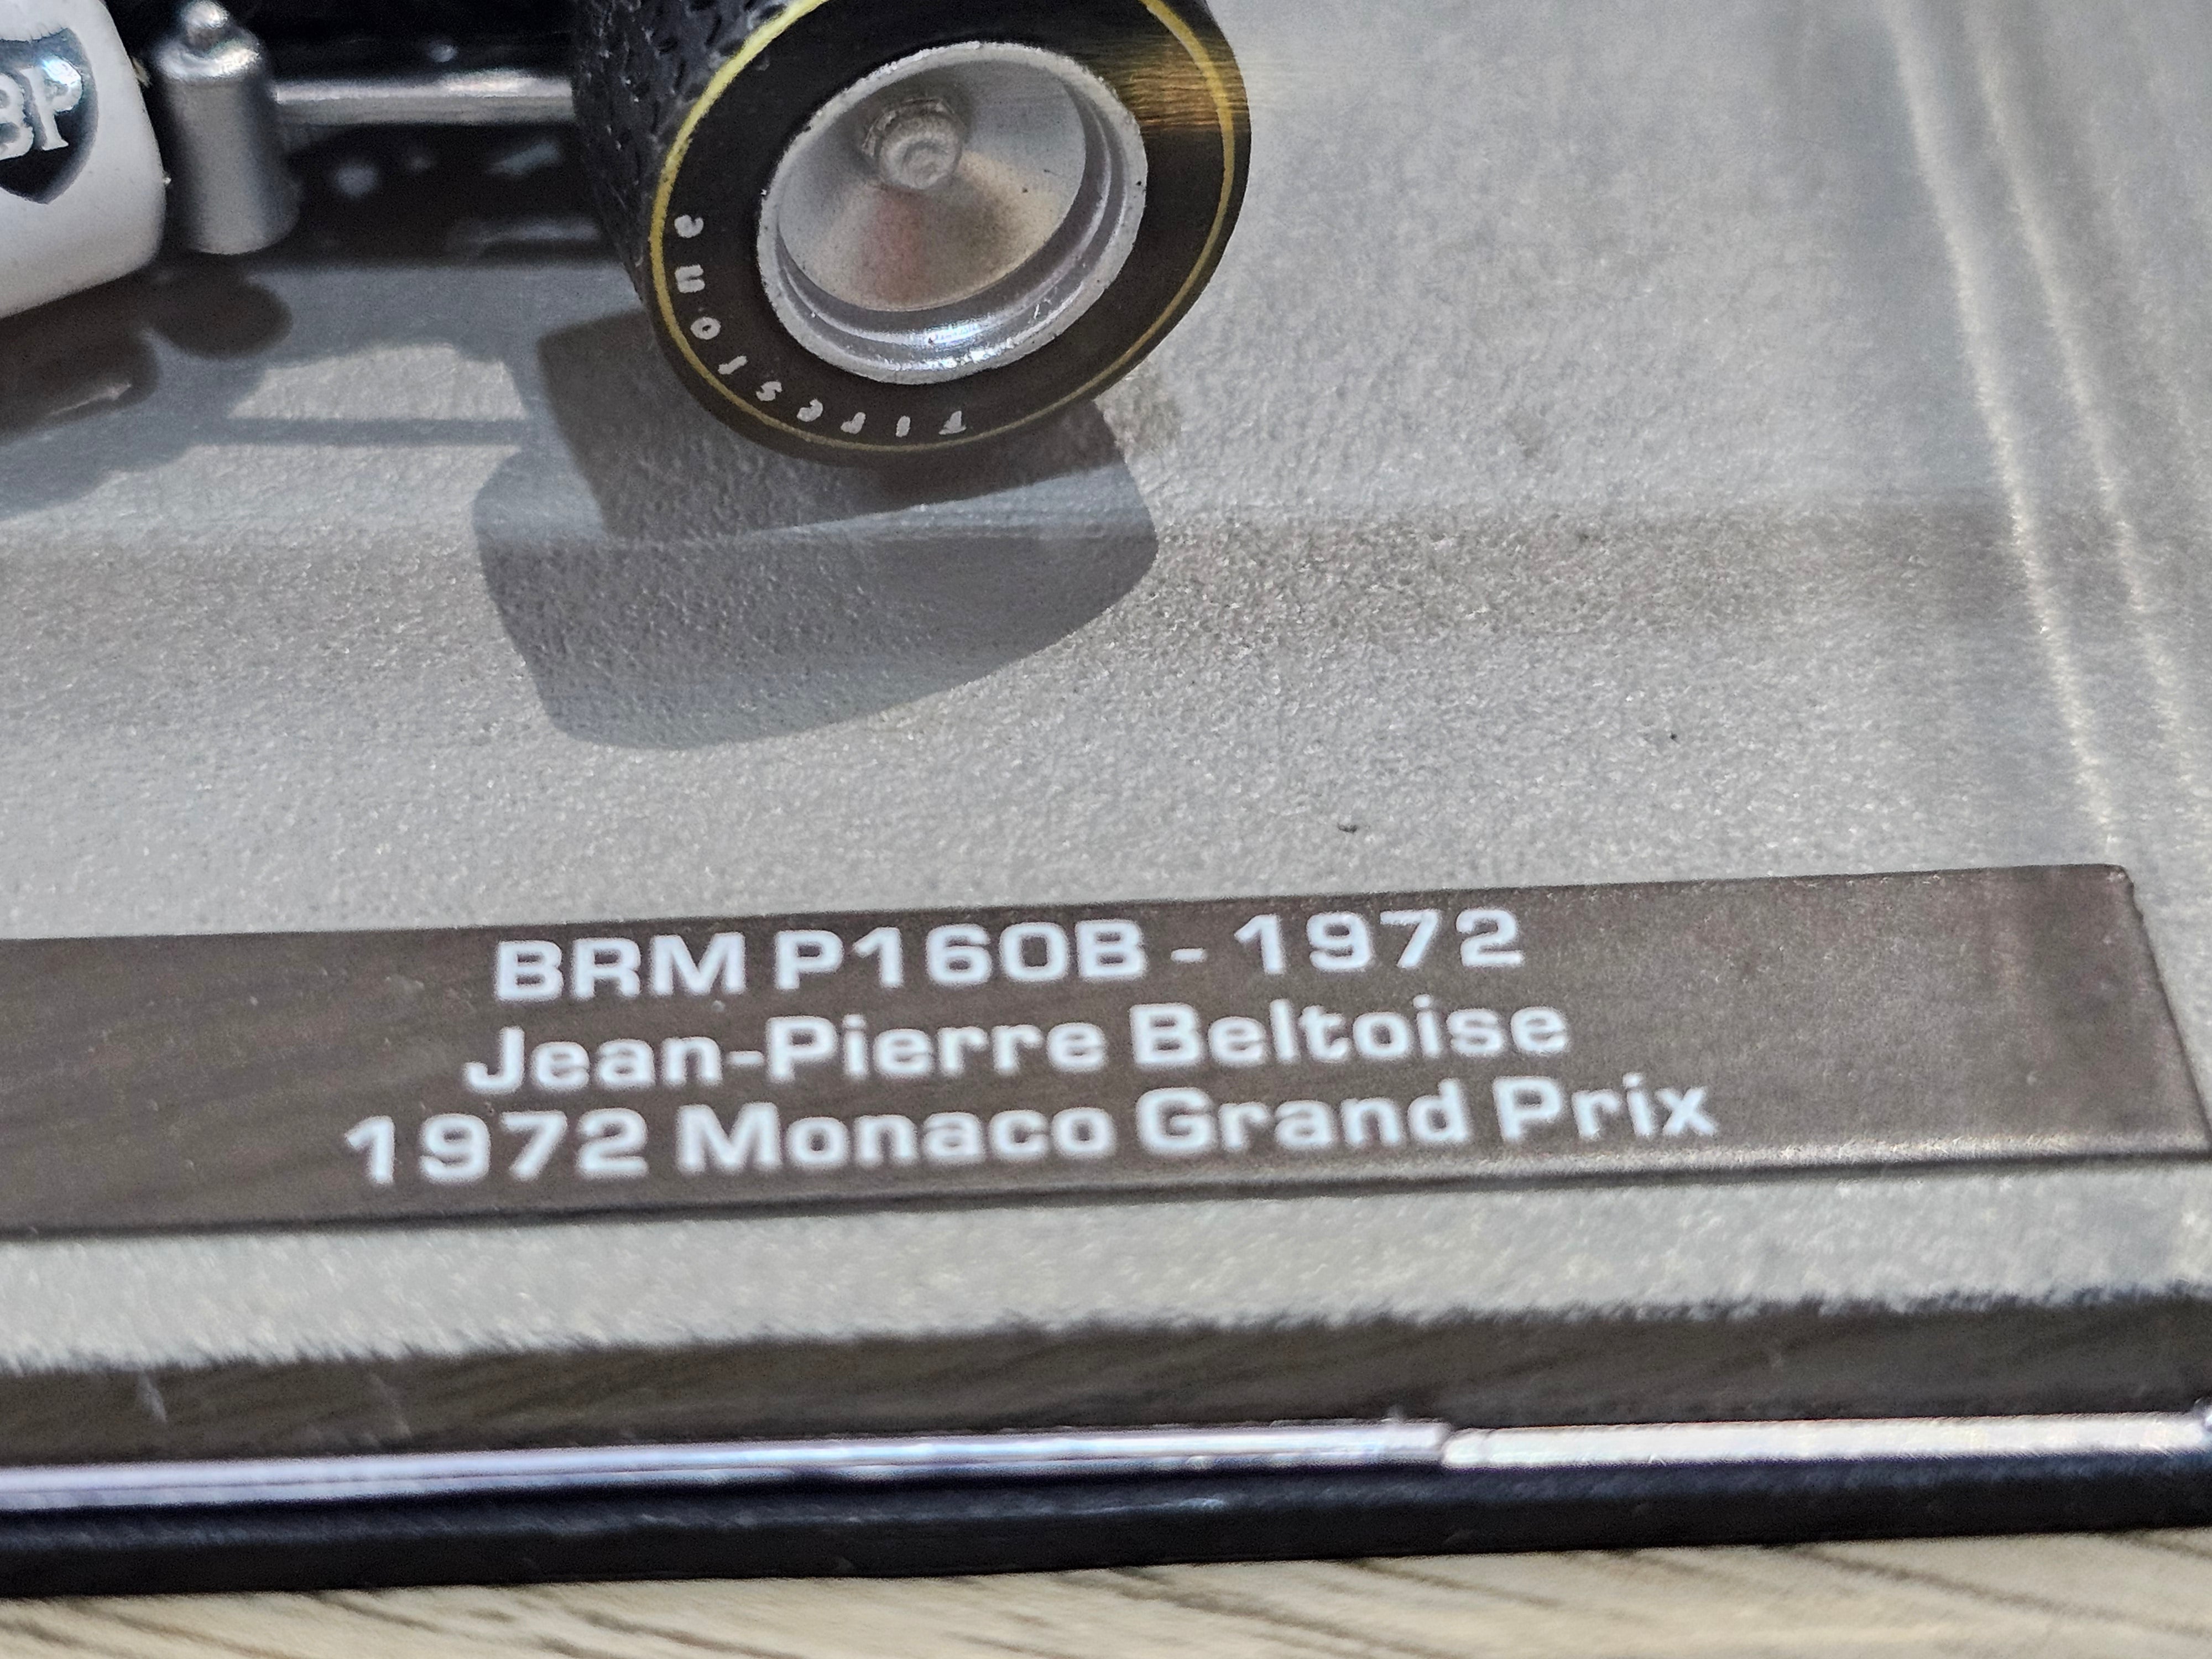 BP
Firestone
BRM P160B - 1972
Jean-Pierre Beltoise
1972 Monaco Grand Prix